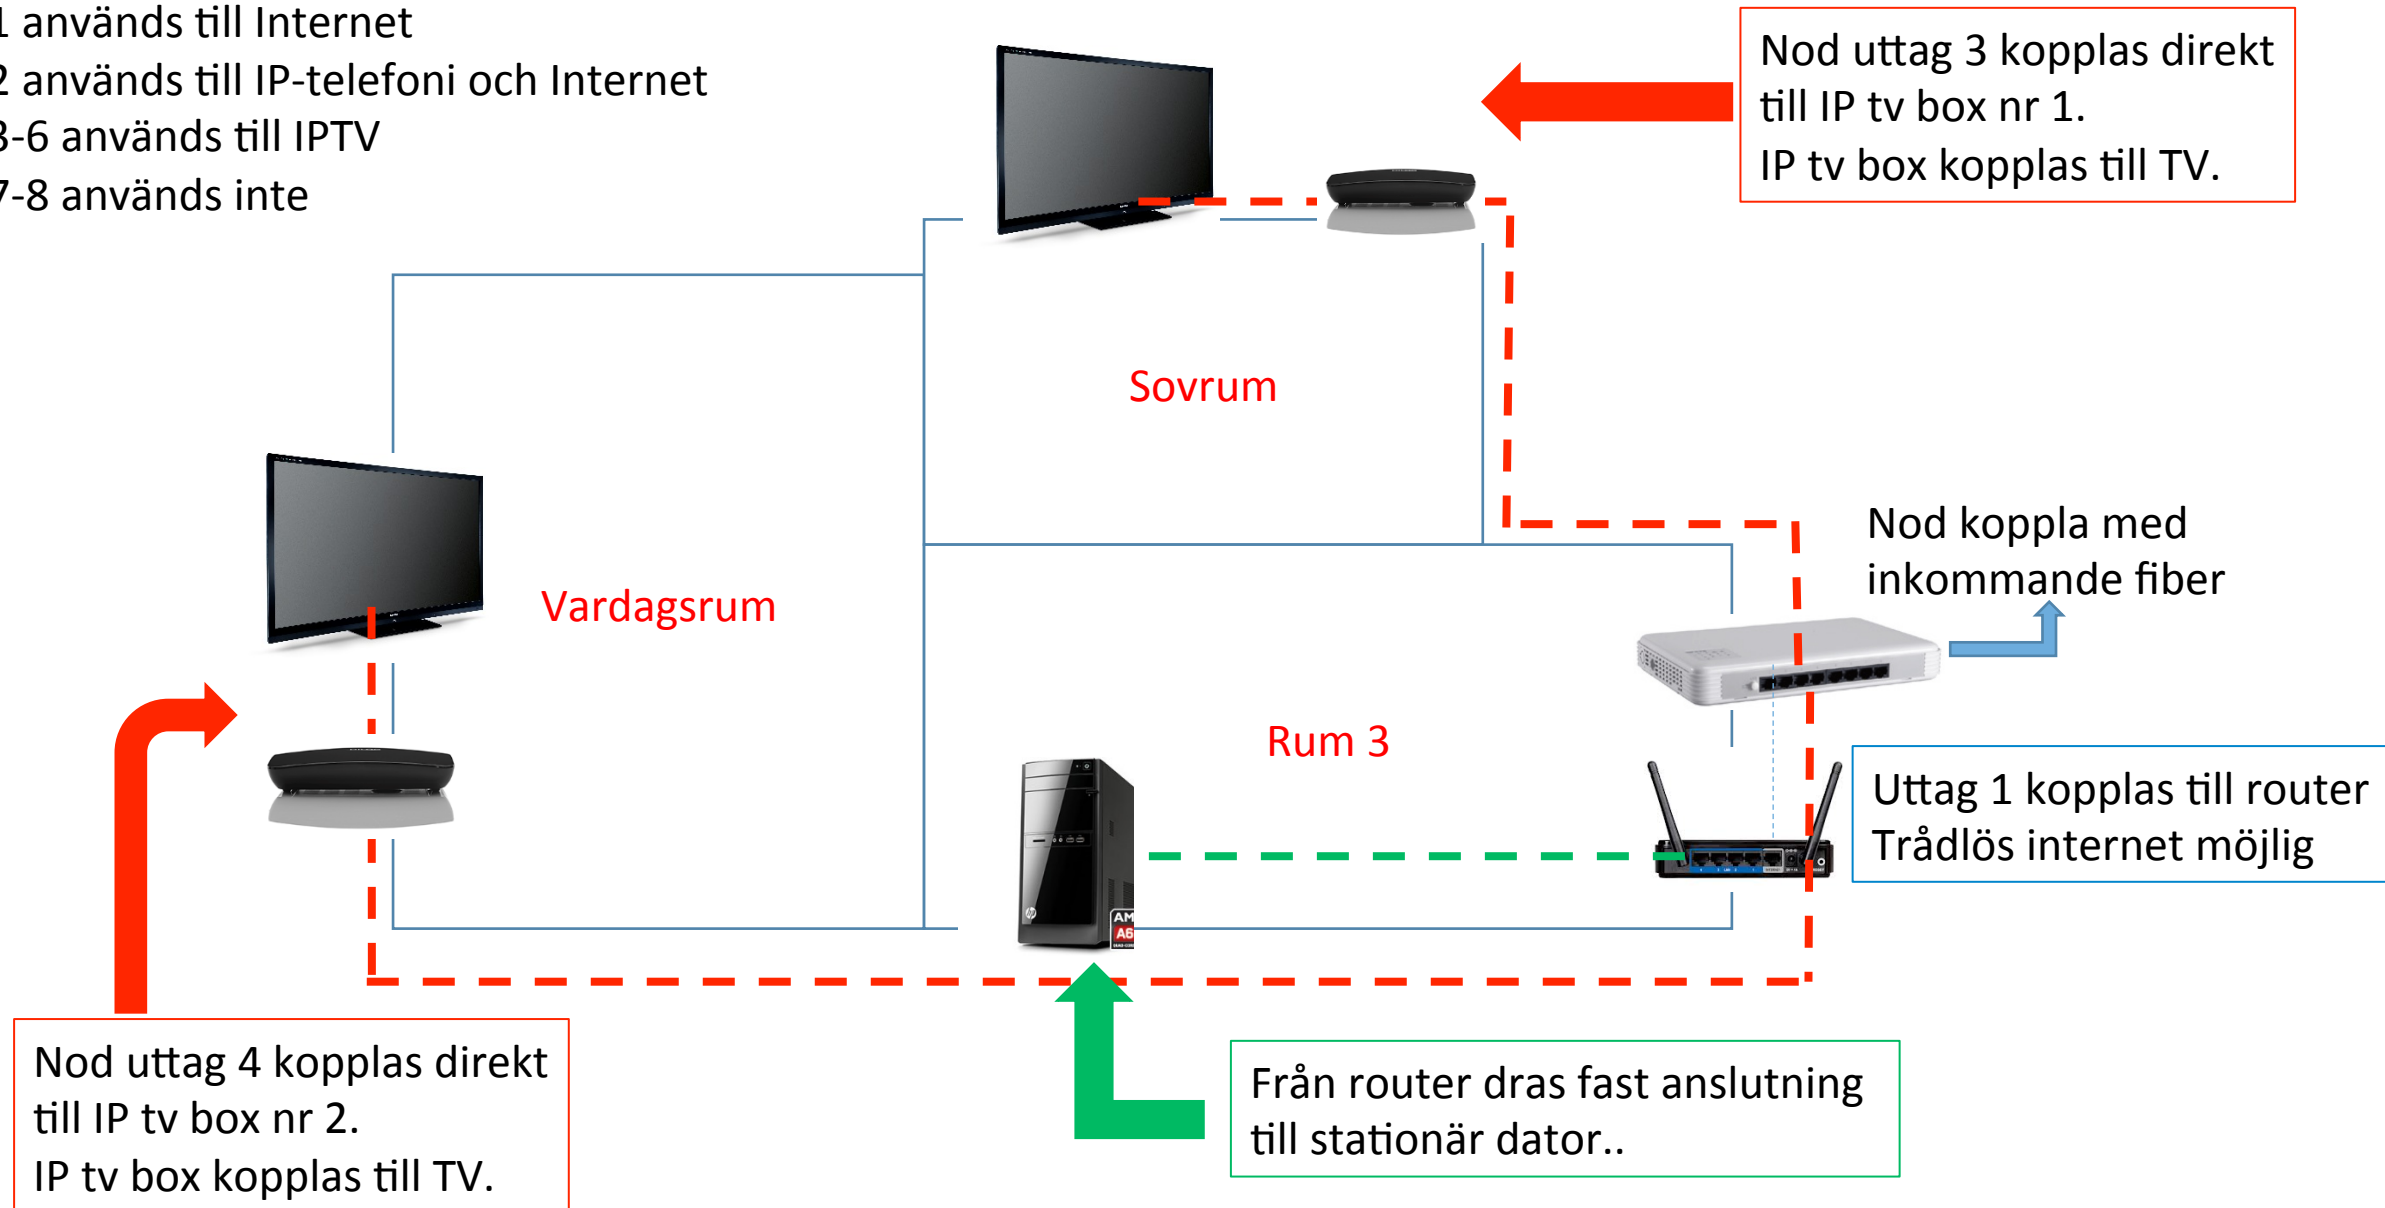 1 används till Internet
2 används till IP-telefoni och Internet
3-6 används till IPTV
7-8 används inte
Nod uttag 3 kopplas direkt
till IP tv box nr 1.
IP tv box kopplas till TV.
Sovrum
Nod koppla med
inkommande fiber
Vardagsrum
Rum 3
Uttag 1 kopplas till router
Trådlös internet möjlig
AM
A6
Nod uttag 4 kopplas direkt
till IP tv box nr 2.
IP tv box kopplas till TV.
Från router dras fast anslutning
till stationär dator..